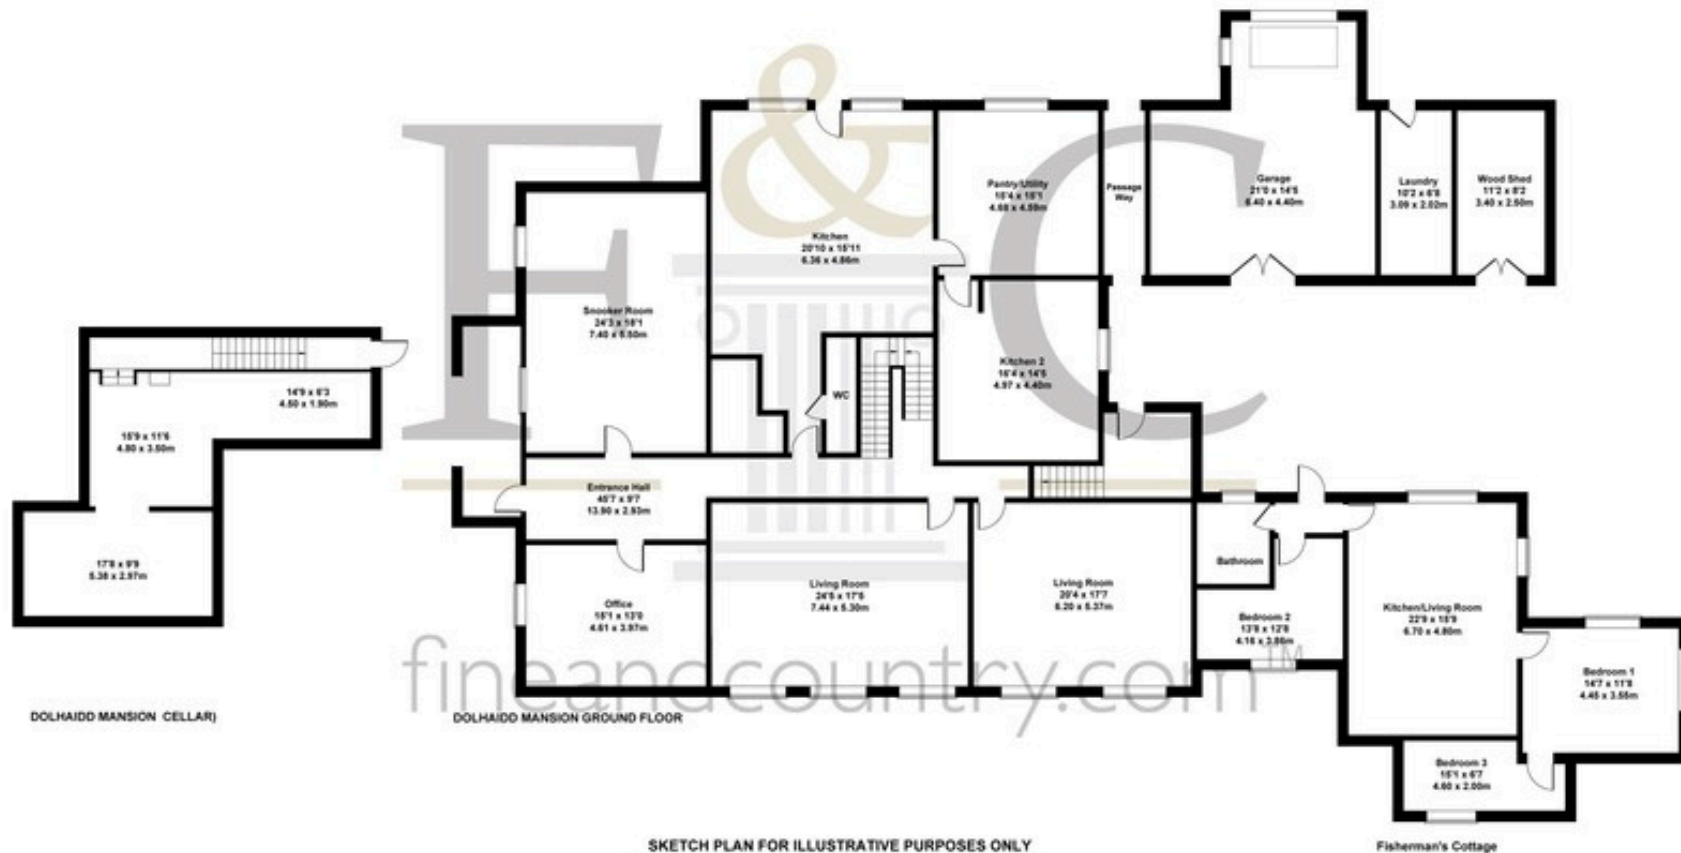 F & C
Pantry/Utility
15'4 x 15'1
4.68 x 4.59m
Passage
Way
Garage
21'0 x 14'5
6.40 x 4.40m
Laundry
10'2 x 6'8
3.09 x 2.02m
Wood Shed
11'2 x 8'2
3.40 x 2.50m
Kitchen
20'10 x 15'11
6.36 x 4.86m
Snooker Room
24'3 x 18'1
7.40 x 5.50m
Kitchen 2
16'4 x 14'5
4.97 x 4.40m
WC
14'9 x 6'3
4.50 x 1.90m
15'9 x 11'6
4.80 x 3.50m
17'8 x 9'9
5.38 x 2.97m
Entrance Hall
45'7 x 9'7
13.90 x 2.93m
Office
15'1 x 13'0
4.61 x 3.97m
Living Room
24'5 x 17'5
7.44 x 5.30m
Living Room
20'4 x 17'7
6.20 x 5.37m
Bathroom
Bedroom 2
13'8 x 12'8
4.16 x 3.86m
Kitchen/Living Room
22'9 x 15'9
6.70 x 4.80m
Bedroom 1
14'7 x 11'8
4.45 x 3.55m
Bedroom 3
15'1 x 6'7
4.60 x 2.00m
fineandcountry.com™
DOLHAIDD MANSION CELLAR)
DOLHAIDD MANSION GROUND FLOOR
SKETCH PLAN FOR ILLUSTRATIVE PURPOSES ONLY
Fisherman's Cottage